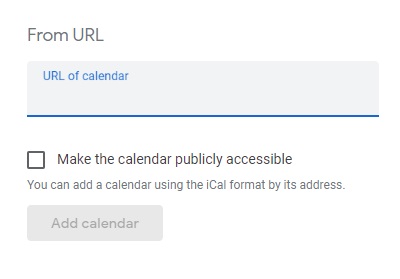 From URL
URL of calendar
Make the calendar publicly accessible
You can add a calendar using the iCal format by its address.
Add calendar